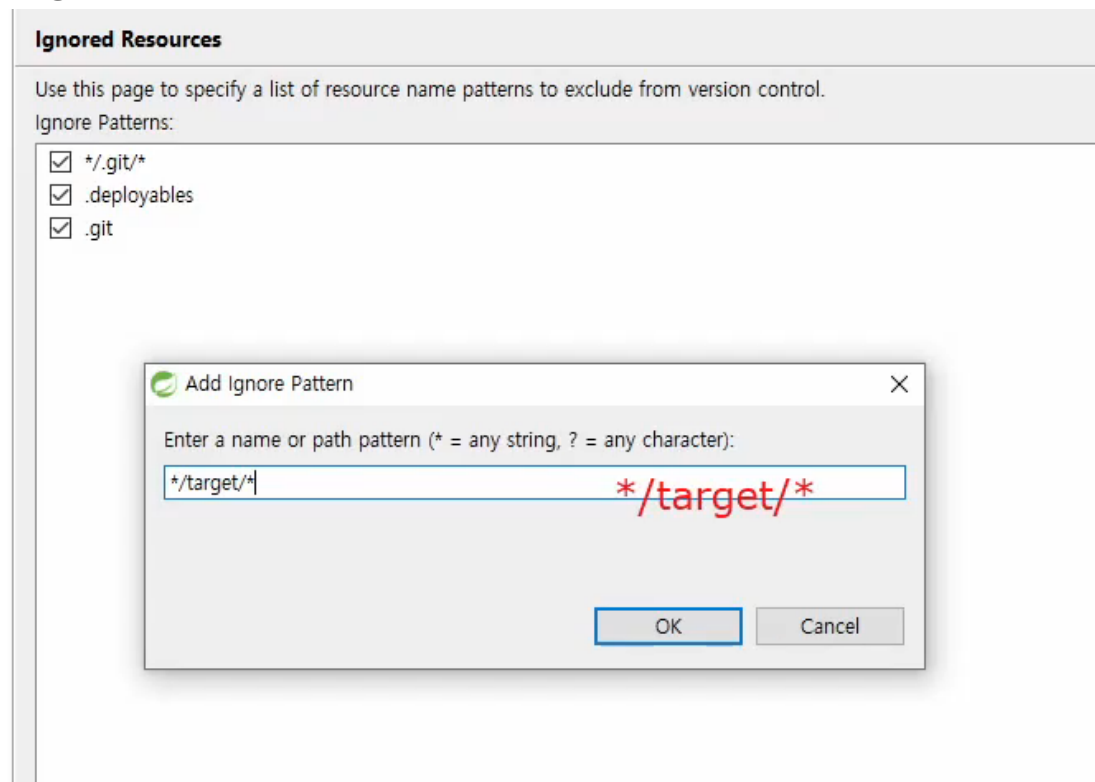 Ignored Resources
Use this page to specify a list of resource name patterns to exclude from version control.
Ignore Patterns:
*/.git/*
.deployables
.git
Add Ignore Pattern
Enter a name or path pattern (* = any string, ? = any character):
*/target/*
*/target/*
OK
Cancel